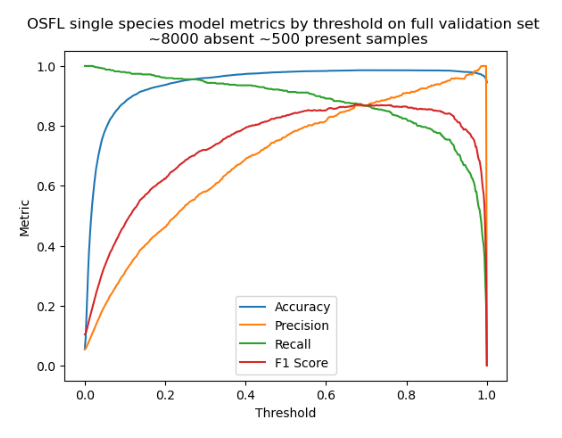 OSFL single species model metrics by threshold on full validation set
~8000 absent ~500 present samples
1.0
0.8
0.6
0.4
0.2
0.0
Metric
Accuracy
Precision
Recall
F1 Score
0.0 0.2 0.4 0.6 0.8 1.0
Threshold